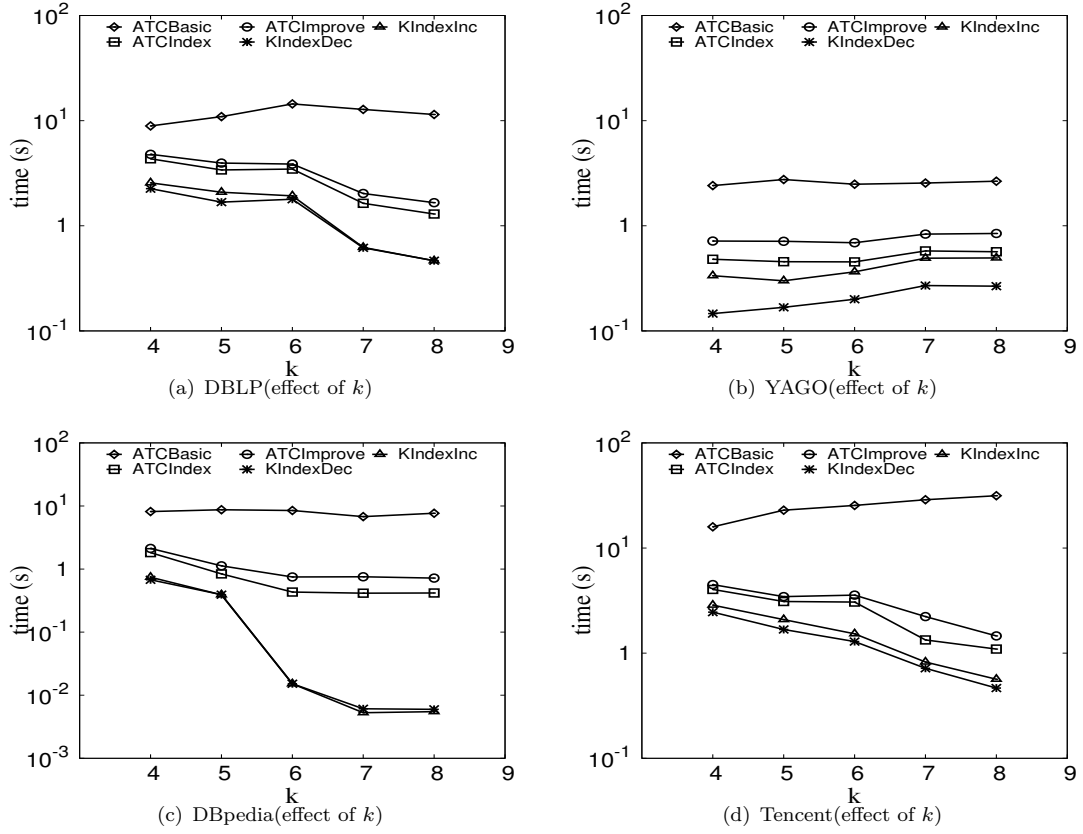 10^2
10^1
1
10^-1
time (s)
ATCBasic ATCImprove KIndexInc
ATCIndex KIndexDec
4 5 6 7 8 9
k
(a) DBLP(effect of k)
10^2
10^1
1
10^-1
time (s)
ATCBasic ATCImprove KIndexInc
ATCIndex KIndexDec
4 5 6 7 8 9
k
(b) YAGO(effect of k)
10^2
10^1
1
10^-1
10^-2
10^-3
time (s)
ATCBasic ATCImprove KIndexInc
ATCIndex KIndexDec
4 5 6 7 8 9
k
(c) DBpedia(effect of k)
10^2
10^1
1
10^-1
time (s)
ATCBasic ATCImprove KIndexInc
ATCIndex KIndexDec
4 5 6 7 8 9
k
(d) Tencent(effect of k)